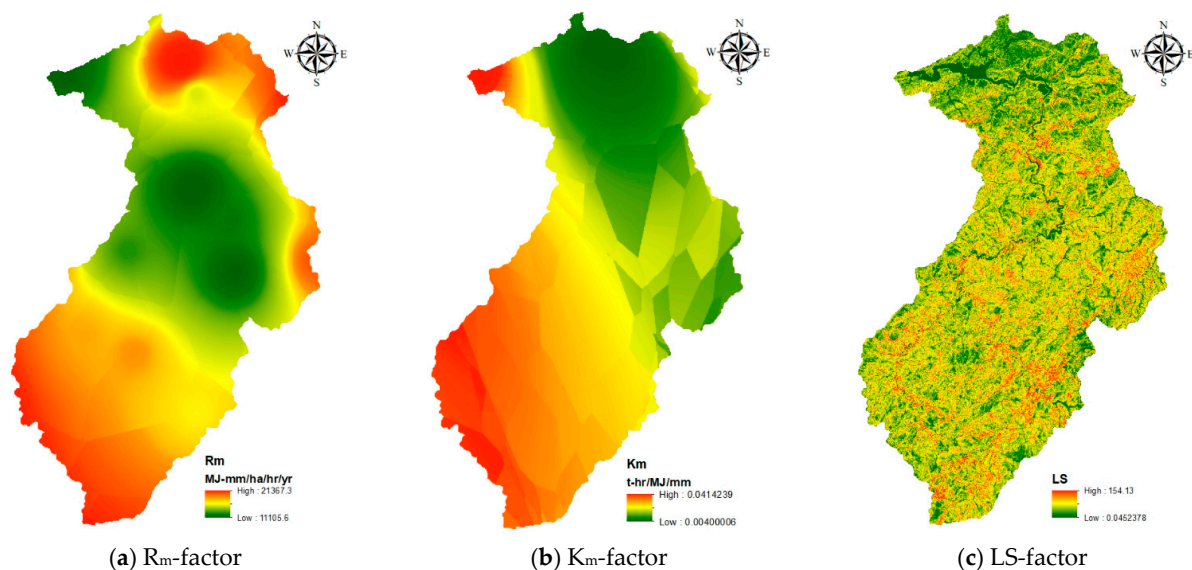 N
W E
S
Rm
MJ-mm/ha/hr/yr
High : 21367.3
Low : 11105.6
(a) Rm-factor
N
W E
S
Km
t-hr/MJ/mm
High : 0.0414239
Low : 0.00400006
(b) Km-factor
N
W E
S
LS
High : 154.13
Low : 0.0452378
(c) LS-factor